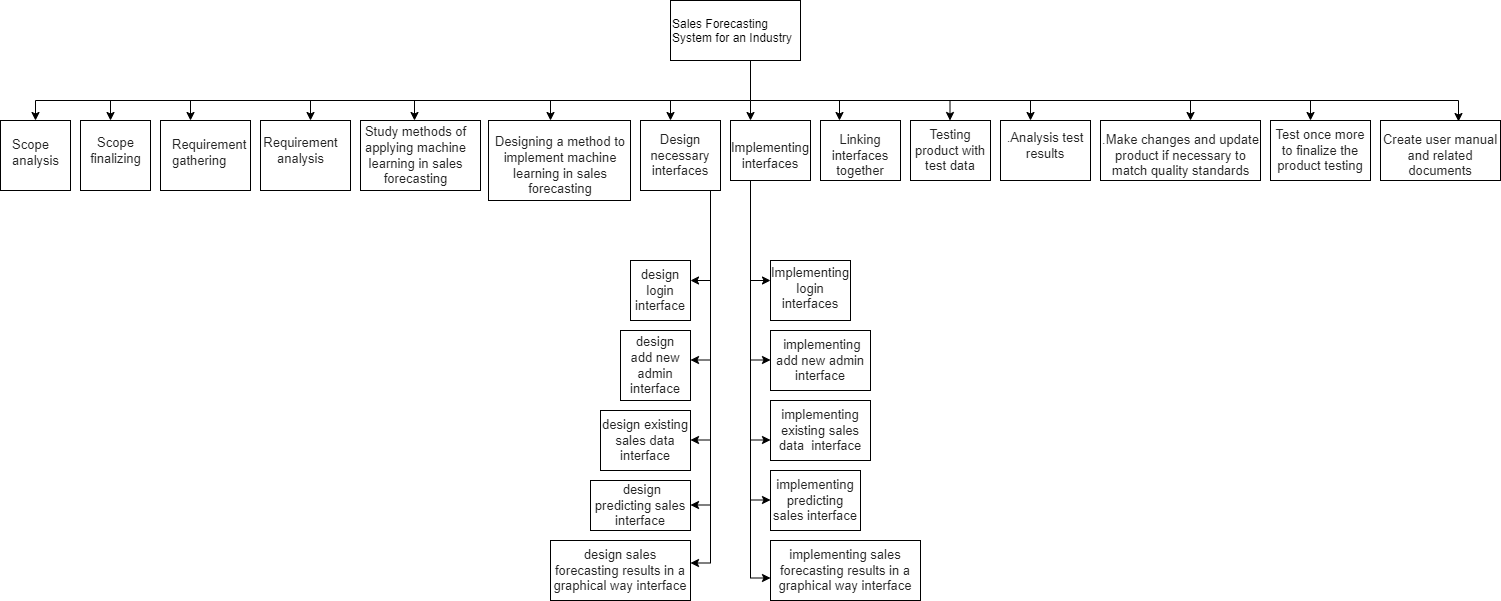 Sales Forecasting
System for an Industry
Scope
analysis
Scope
finalizing
Requirement
gathering
Requirement
analysis
Study methods of
applying machine
learning in sales
forecasting
Designing a method to
implement machine
learning in sales
forecasting
Design
necessary
interfaces
Implementing
interfaces
Linking
interfaces
together
Testing
product with
test data
.Analysis test
results
.Make changes and update
product if necessary to
match quality standards
Test once more
to finalize the
product testing
Create user manual
and related
documents
design
login
interface
design
add new
admin
interface
design existing
sales data
interface
design
predicting sales
interface
design sales
forecasting results in a
graphical way interface
Implementing
login
interfaces
implementing
add new admin
interface
implementing
existing sales
data  interface
implementing
predicting
sales interface
implementing sales
forecasting results in a
graphical way interface